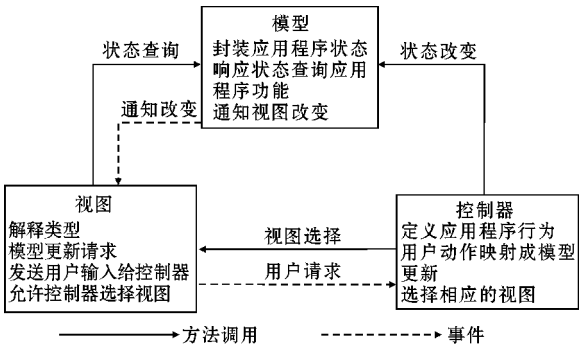 模型
封装应用程序状态
响应状态查询应用
程序功能
通知视图改变
状态查询
状态改变
通知改变
视图
解释类型
模型更新请求
发送用户输入给控制器
允许控制器选择视图
视图选择
用户请求
控制器
定义应用程序行为
用户动作映射成模型
更新
选择相应的视图
方法调用
事件